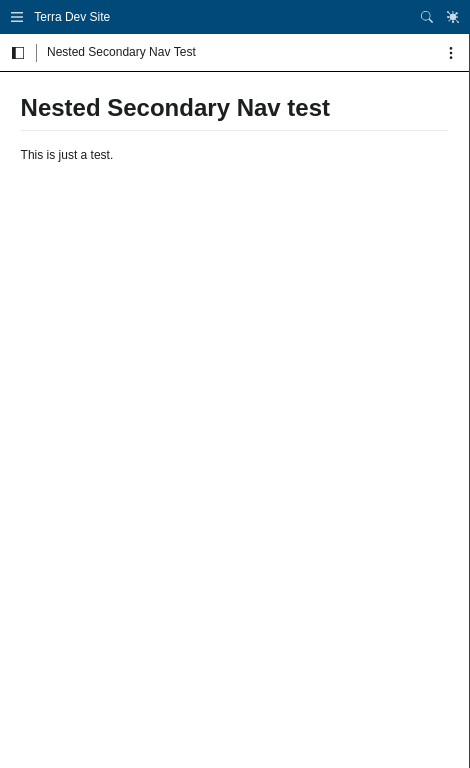 Terra Dev Site
Nested Secondary Nav Test
Nested Secondary Nav test
This is just a test.